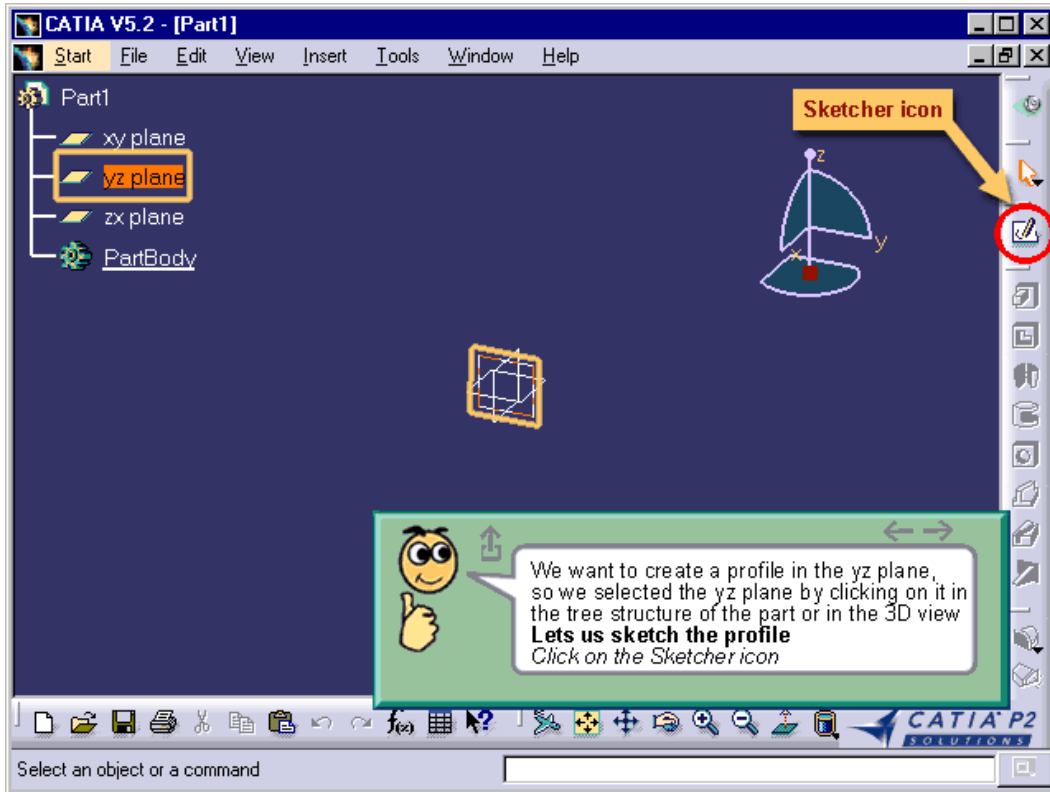 CATIA V5.2 - [Part1]
Start File Edit View Insert Tools Window Help
Part1
xy plane
yz plane
zx plane
PartBody
Sketcher icon
z
y
x
We want to create a profile in the yz plane,
so we selected the yz plane by clicking on it in
the tree structure of the part or in the 3D view
Lets us sketch the profile
Click on the Sketcher icon
f(x)
CATIA P2
SOLUTIONS
Select an object or a command